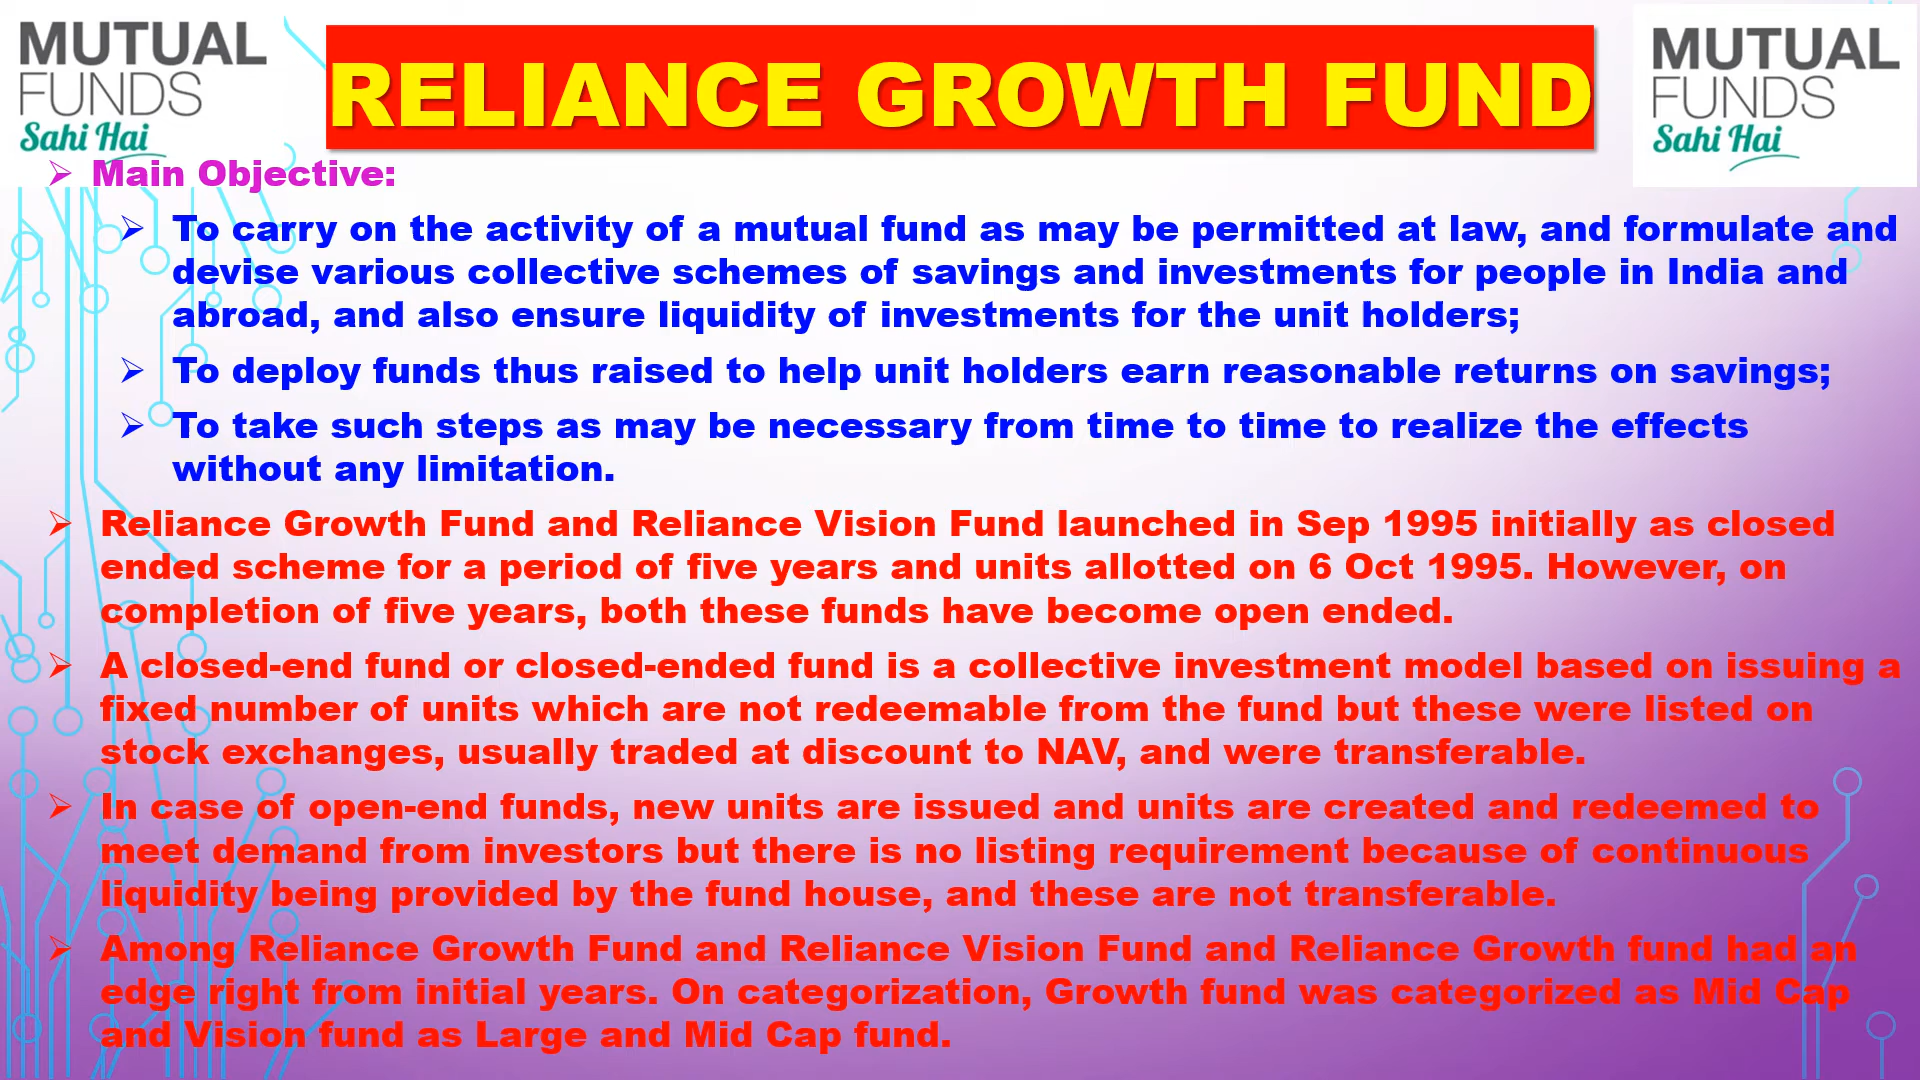 MUTUAL
FUNDS
Sahi Hai
RELIANCE GROWTH FUND
MUTUAL
FUNDS
Sahi Hai
Main Objective:
To carry on the activity of a mutual fund as may be permitted at law, and formulate and
devise various collective schemes of savings and investments for people in India and
abroad, and also ensure liquidity of investments for the unit holders;
To deploy funds thus raised to help unit holders earn reasonable returns on savings;
To take such steps as may be necessary from time to time to realize the effects
without any limitation.
Reliance Growth Fund and Reliance Vision Fund launched in Sep 1995 initially as closed
ended scheme for a period of five years and units allotted on 6 Oct 1995. However, on
completion of five years, both these funds have become open ended.
A closed-end fund or closed-ended fund is a collective investment model based on issuing a
fixed number of units which are not redeemable from the fund but these were listed on
stock exchanges, usually traded at discount to NAV, and were transferable.
In case of open-end funds, new units are issued and units are created and redeemed to
meet demand from investors but there is no listing requirement because of continuous
liquidity being provided by the fund house, and these are not transferable.
Among Reliance Growth Fund and Reliance Vision Fund and Reliance Growth fund had an
edge right from initial years. On categorization, Growth fund was categorized as Mid Cap
and Vision fund as Large and Mid Cap fund.